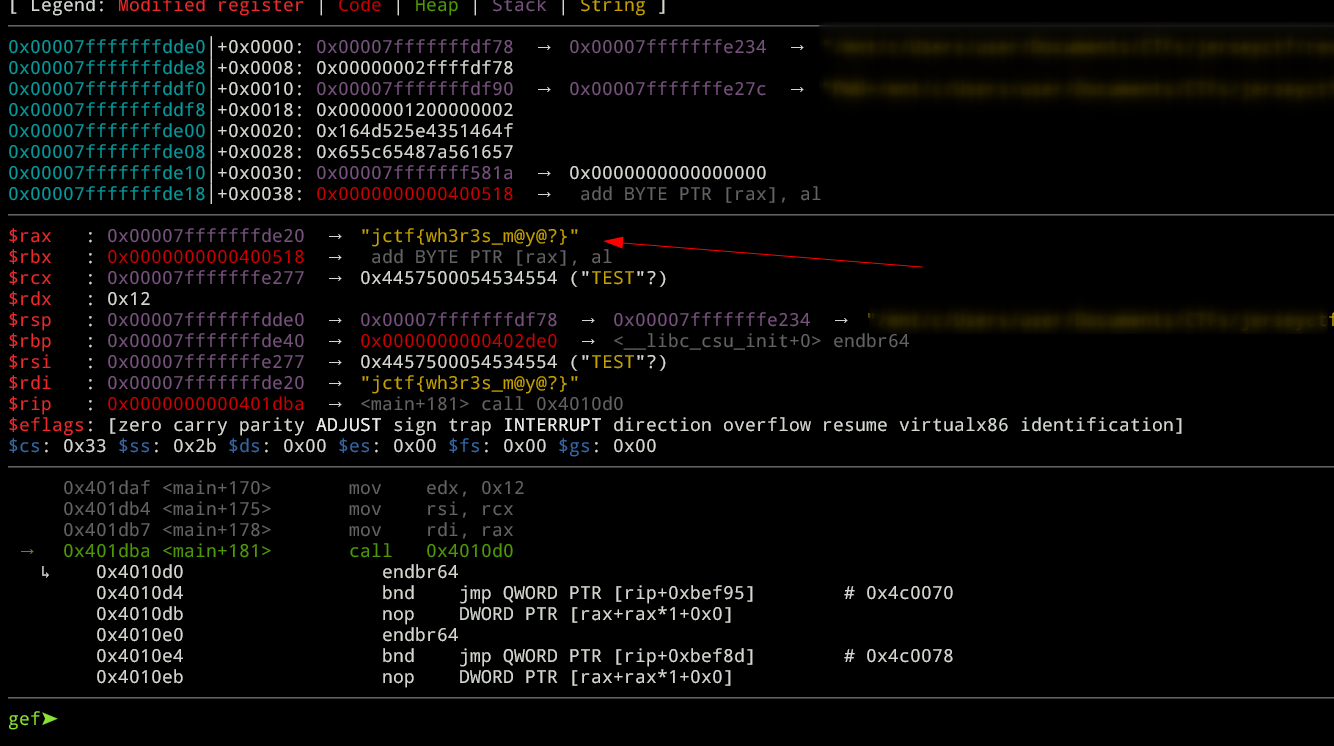 [ Legend: Modified register | Code | Heap | Stack | String ]
0x00007fffffffdde0│+0x0000: 0x00007fffffffdf78 → 0x00007fffffffe234 →
0x00007fffffffdde8│+0x0008: 0x00000002ffffdf78
0x00007fffffffddf0│+0x0010: 0x00007fffffffdf90 → 0x00007fffffffe27c →
0x00007fffffffddf8│+0x0018: 0x0000001200000002
0x00007fffffffde00│+0x0020: 0x164d525e4351464f
0x00007fffffffde08│+0x0028: 0x655c65487a561657
0x00007fffffffde10│+0x0030: 0x00007fffffff581a → 0x0000000000000000
0x00007fffffffde18│+0x0038: 0x0000000000400518 → add BYTE PTR [rax], al
$rax : 0x00007fffffffde20 → "jctf{wh3r3s_m@y@?}"
$rbx : 0x0000000000400518 → add BYTE PTR [rax], al
$rcx : 0x00007fffffffe277 → 0x4457500054534554 ("TEST"?)
$rdx : 0x12
$rsp : 0x00007fffffffdde0 → 0x00007fffffffdf78 → 0x00007fffffffe234 →
$rbp : 0x00007fffffffde40 → 0x0000000000402de0 → <__libc_csu_init+0> endbr64
$rsi : 0x00007fffffffe277 → 0x4457500054534554 ("TEST"?)
$rdi : 0x00007fffffffde20 → "jctf{wh3r3s_m@y@?}"
$rip : 0x0000000000401dba → <main+181> call 0x4010d0
$eflags: [zero carry parity ADJUST sign trap INTERRUPT direction overflow resume virtualx86 identification]
$cs: 0x33 $ss: 0x2b $ds: 0x00 $es: 0x00 $fs: 0x00 $gs: 0x00
0x401daf <main+170> mov edx, 0x12
0x401db4 <main+175> mov rsi, rcx
0x401db7 <main+178> mov rdi, rax
→ 0x401dba <main+181> call 0x4010d0
↳ 0x4010d0 endbr64
0x4010d4 bnd jmp QWORD PTR [rip+0xbef95] # 0x4c0070
0x4010db nop DWORD PTR [rax+rax*1+0x0]
0x4010e0 endbr64
0x4010e4 bnd jmp QWORD PTR [rip+0xbef8d] # 0x4c0078
0x4010eb nop DWORD PTR [rax+rax*1+0x0]
gef➤